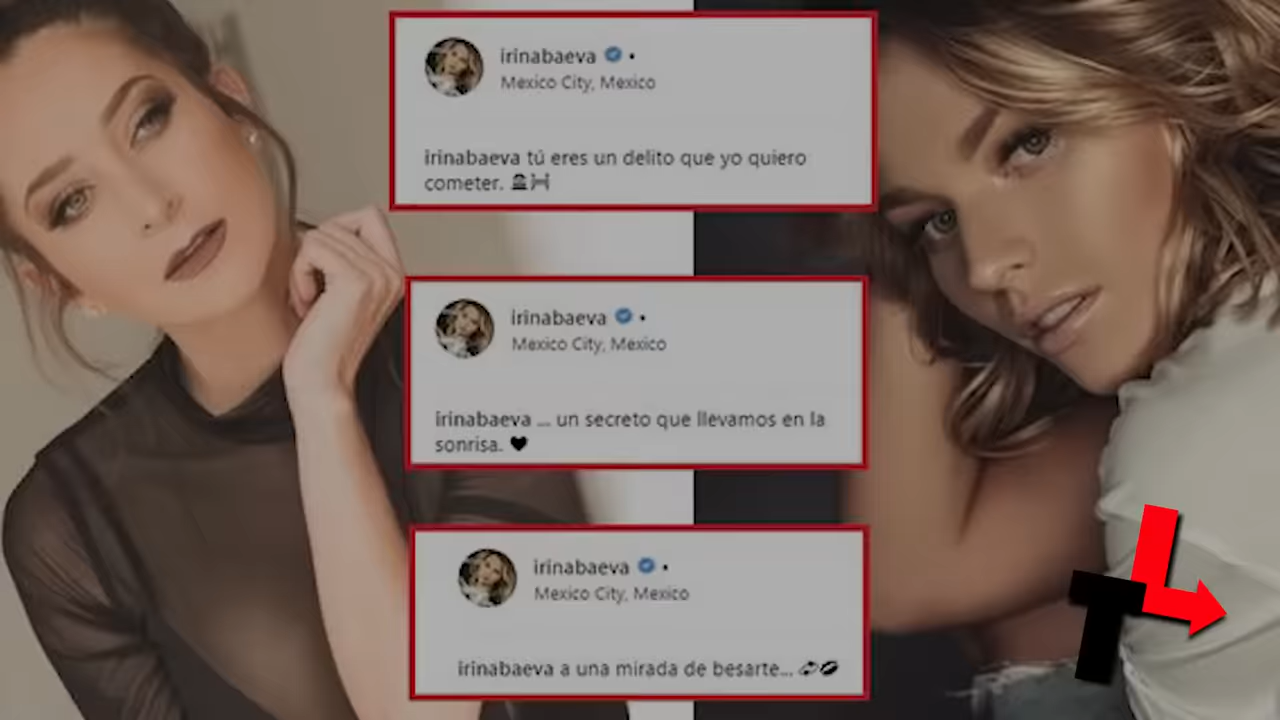 irinabaeva
Mexico City, Mexico
irinabaeva tú eres un delito que yo quiero
cometer.
irinabaeva
Mexico City, Mexico
irinabaeva ... un secreto que llevamos en la
sonrisa.
irinabaeva
Mexico City, Mexico
irinabaeva a una mirada de besarte...